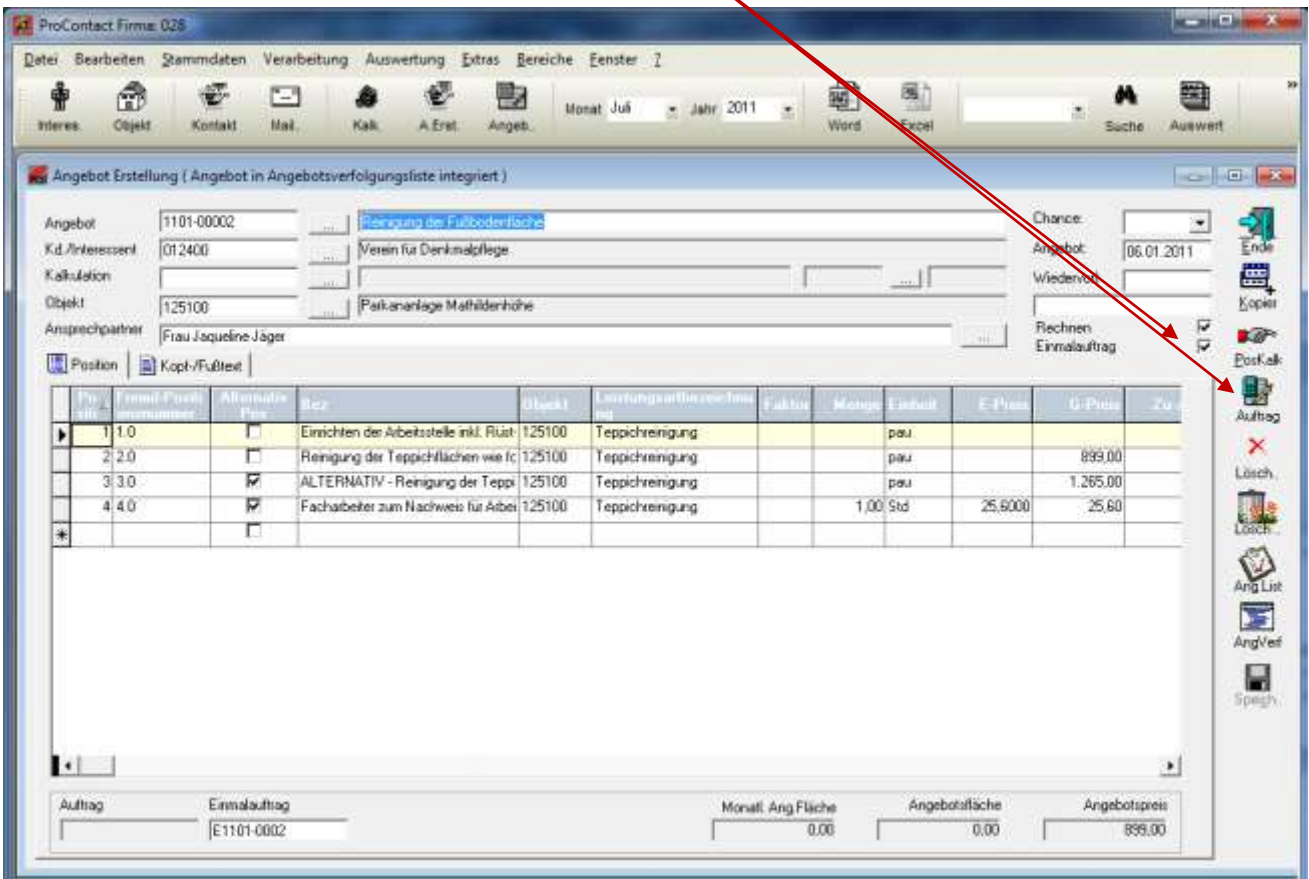 ProContact Firma: 028
Datei Bearbeiten Stammdaten Verarbeitung Auswertung Extras Bereiche Fenster ?
Monat Juli Jahr 2011
Interes. Objekt Kontakt Mail. Kalk. A.Erst. Angeb. Word Excel Suche Auswert
Angebot Erstellung ( Angebot in Angebotsverfolgungsliste integriert )
Angebot 1101-00002 ... Reinigung der Fußbodenfläche Chance: Ende
Kd./Interessent 012400 ... Verein für Denkmalpflege Angebot: 06.01.2011
Kalkulation ... ... Wiedervorl.
Objekt 125100 ... Parkananlage Mathildenhöhe Kopier
Ansprechpartner Frau Jaqueline Jäger ... Rechnen
Einmalauftrag
Position Kopf-/Fußtext PosKalk
Alternativ Pos Bez Objekt Faktor Menge Einheit E-Preis G-Preis
Auftrag
1 1.0 Einrichten der Arbeitsstelle inkl. Rüst- 125100 Teppichreinigung pau
2 2.0 Reinigung der Teppichflächen wie fo 125100 Teppichreinigung pau 899,00
3 3.0 ALTERNATIV - Reinigung der Teppi 125100 Teppichreinigung pau 1.265,00
4 4.0 Facharbeiter zum Nachweis für Arbei 125100 Teppichreinigung 1,00 Std 25,6000 25,60
Lösch.
Lösch..
Ang.List
AngVerf
Speich.
Auftrag Einmalauftrag Monatl. Ang.Fläche Angebotsfläche Angebotspreis
E1101-0002 0.00 0.00 899,00